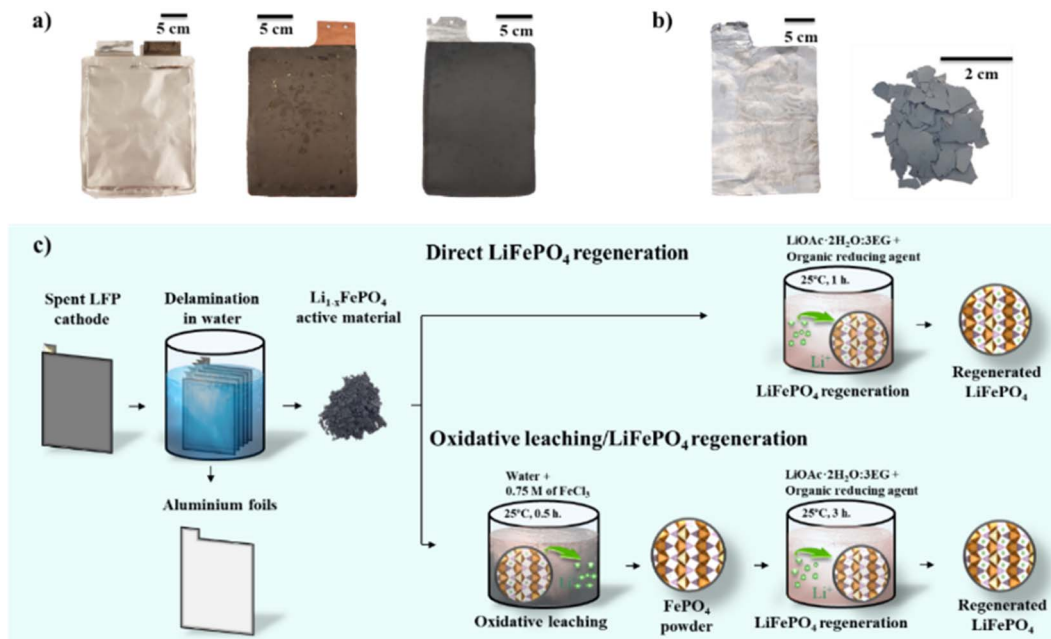 a)
5 cm
5 cm
5 cm
b)
5 cm
2 cm
c)
Direct LiFePO₄ regeneration
Spent LFP
cathode
Delamination
in water
Li₁₋ₓFePO₄
active material
LiOAc·2H₂O:3EG +
Organic reducing agent
25°C, 1 h.
Li⁺
LiFePO₄ regeneration
Regenerated
LiFePO₄
Aluminium foils
Oxidative leaching/LiFePO₄ regeneration
Water +
0.75 M of FeCl₃
25°C, 0.5 h.
Li⁺
Oxidative leaching
FePO₄
powder
LiOAc·2H₂O:3EG +
Organic reducing agent
25°C, 3 h.
Li⁺
LiFePO₄ regeneration
Regenerated
LiFePO₄